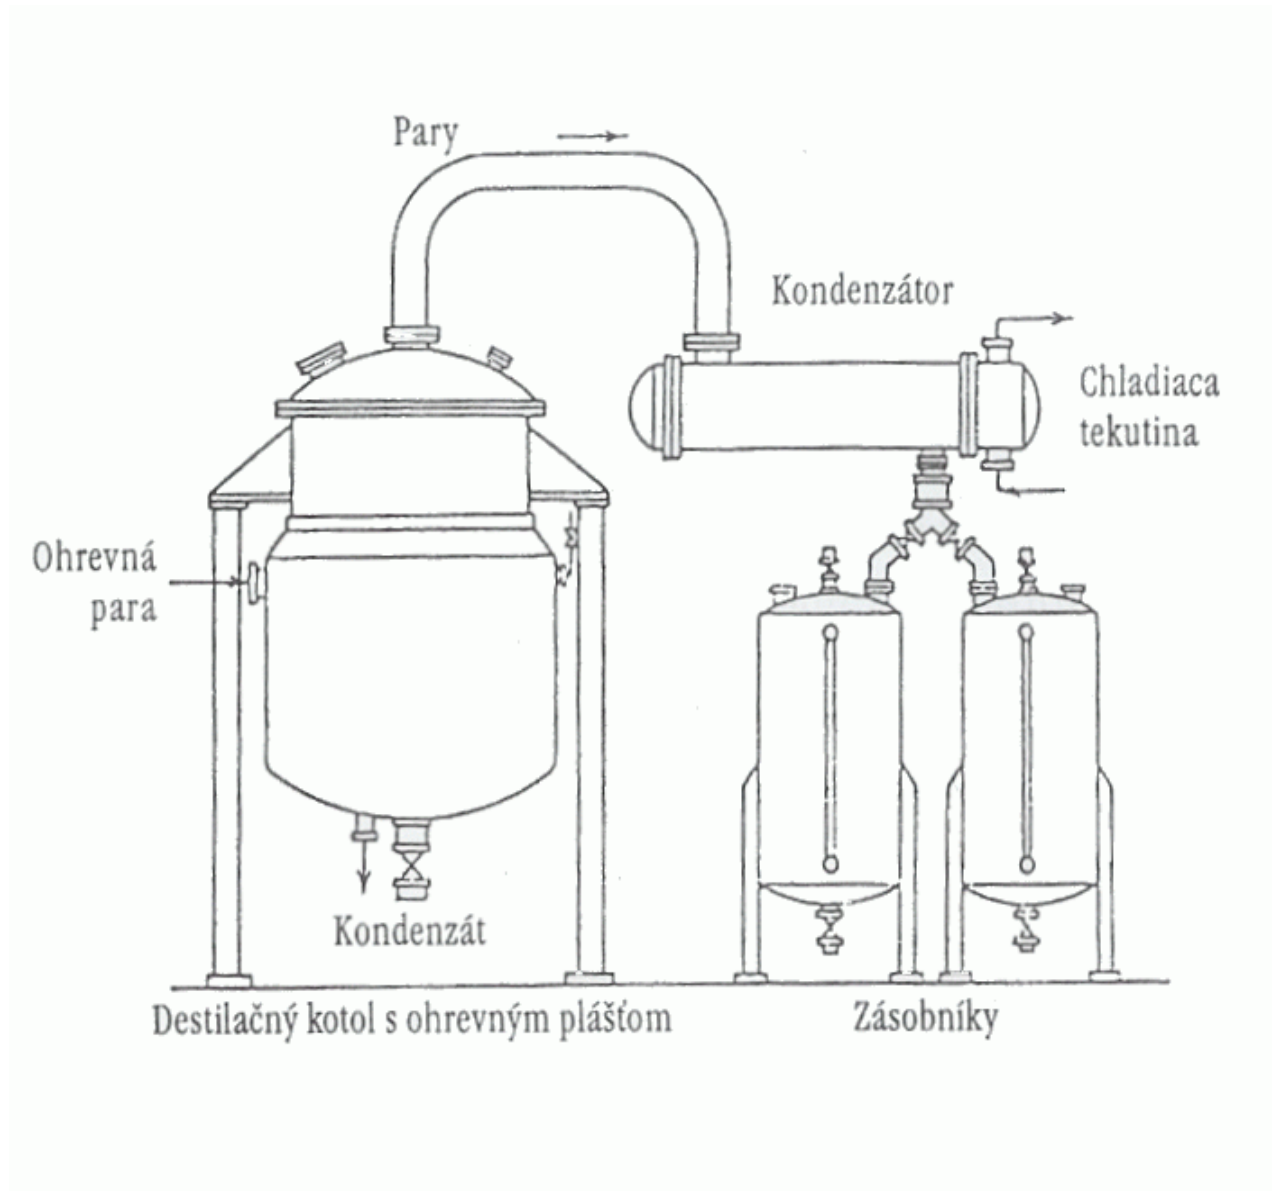 Pary
Kondenzátor
Chladiaca
tekutina
Ohrevná
para
Kondenzát
Destilačný kotol s ohrevným plášťom
Zásobníky